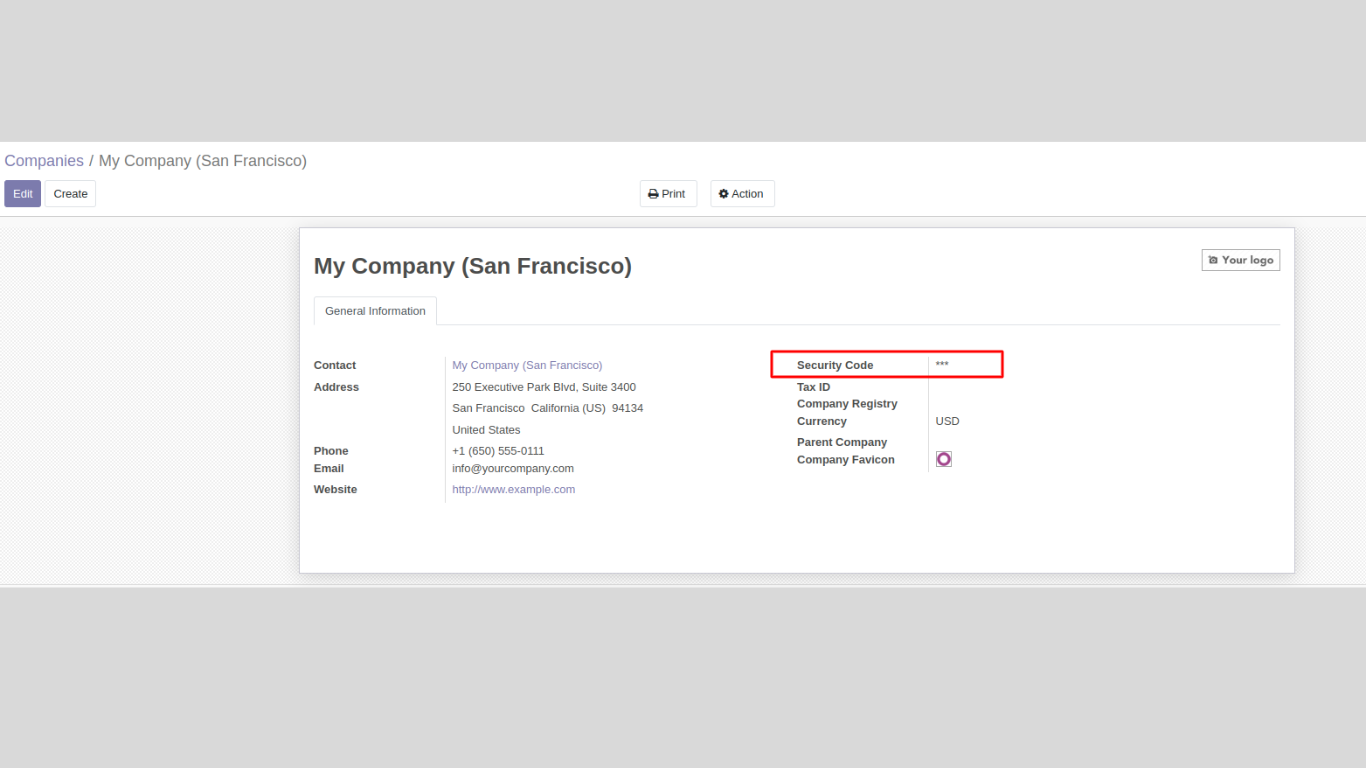 Companies / My Company (San Francisco)
Edit Create Print Action
My Company (San Francisco)
Your logo
General Information
Contact My Company (San Francisco)
Address 250 Executive Park Blvd, Suite 3400
San Francisco California (US) 94134
United States
Phone +1 (650) 555-0111
Email info@yourcompany.com
Website http://www.example.com
Security Code ***
Tax ID
Company Registry
Currency USD
Parent Company
Company Favicon